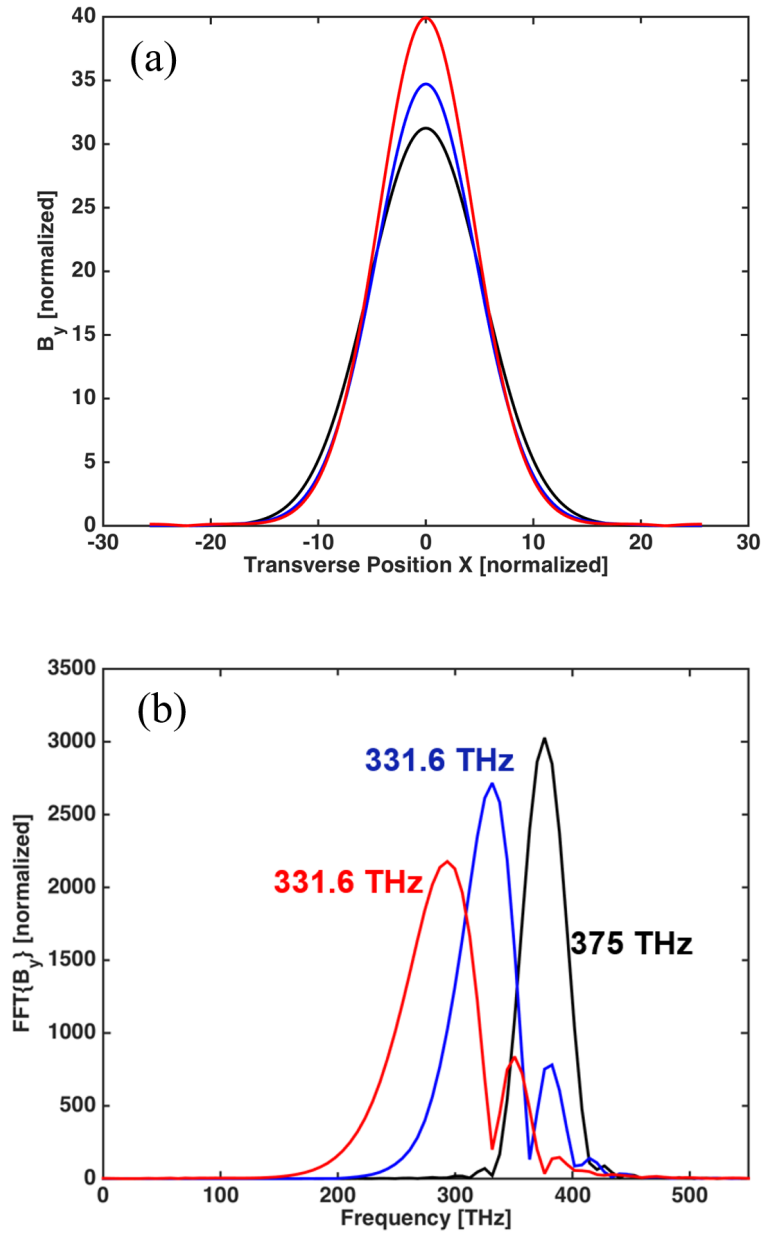 (a)
40
35
30
25
20
15
10
5
0
B_y [normalized]
-30 -20 -10 0 10 20 30
Transverse Position X [normalized]
(b)
3500
3000
2500
2000
1500
1000
500
0
FFT{B_y} [normalized]
331.6 THz
331.6 THz
375 THz
0 100 200 300 400 500
Frequency [THz]